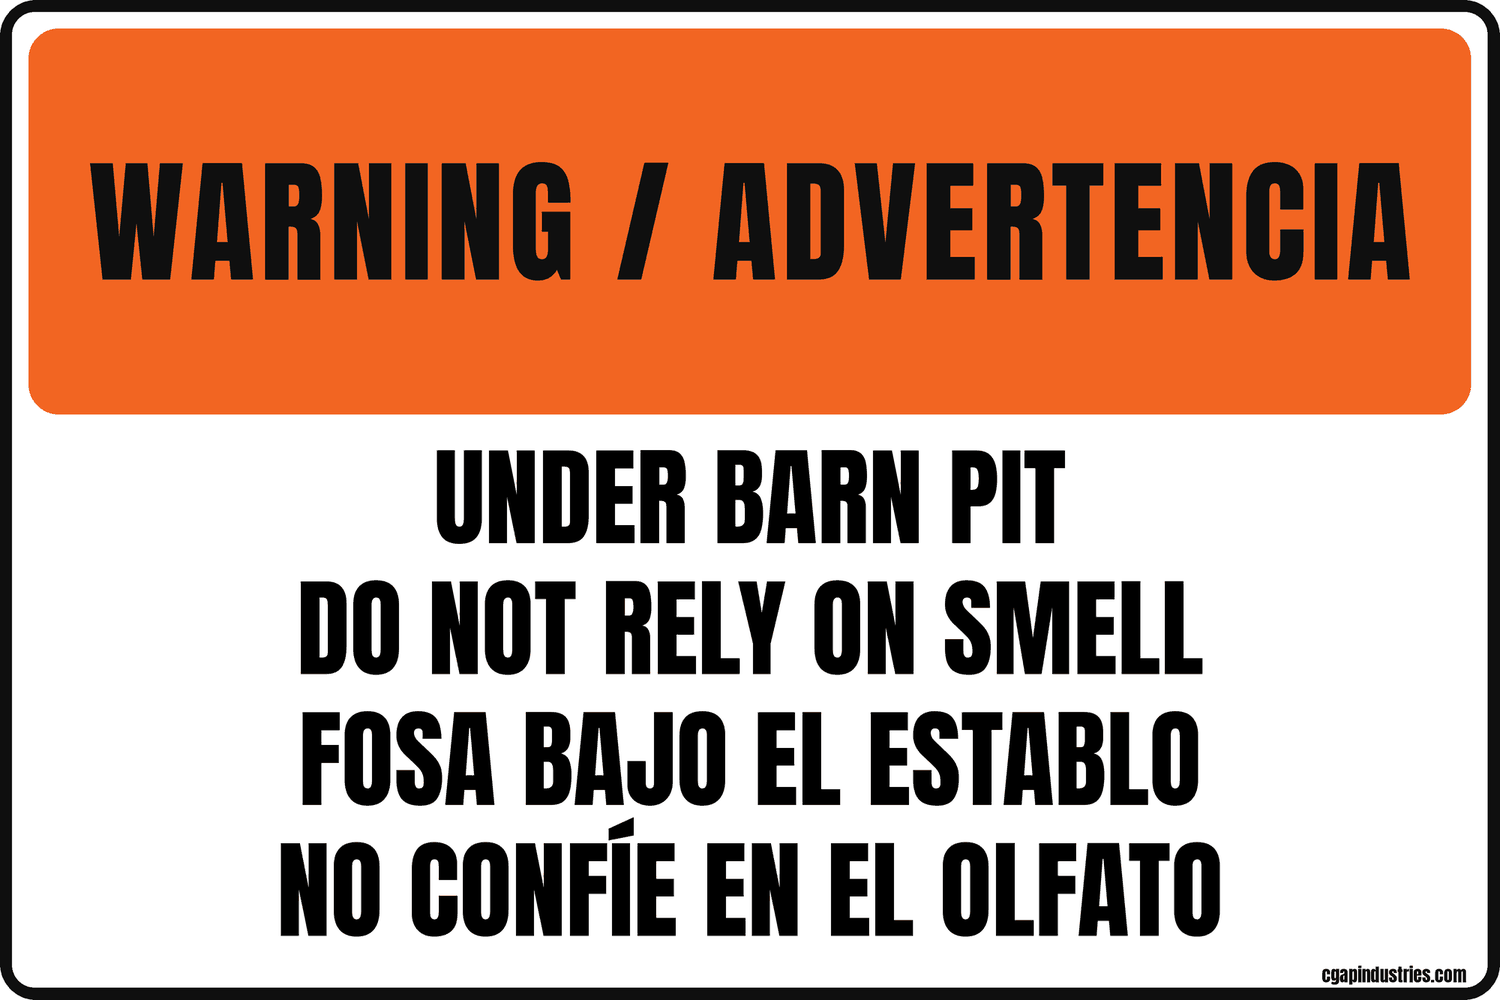 WARNING / ADVERTENCIA
UNDER BARN PIT
DO NOT RELY ON SMELL
FOSA BAJO EL ESTABLO
NO CONFÍE EN EL OLFATO
cgapindustries.com